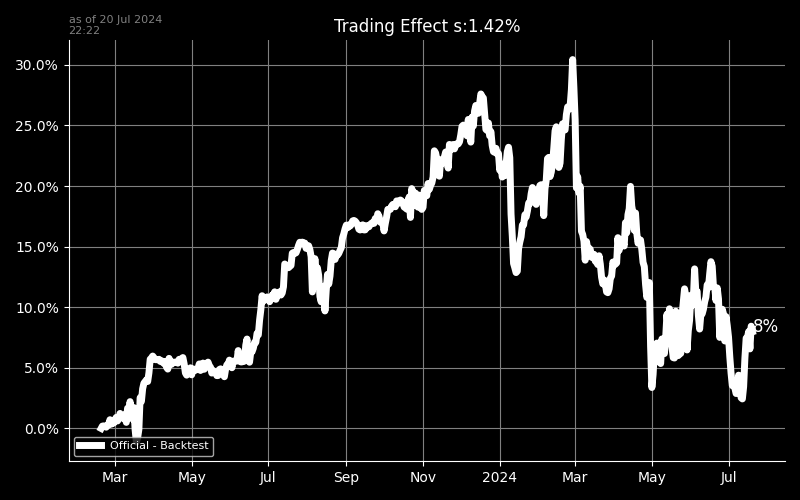 as of 20 Jul 2024
22:22
Trading Effect s:1.42%
30.0%
25.0%
20.0%
15.0%
10.0%
5.0%
0.0%
8%
Official - Backtest
Mar May Jul Sep Nov 2024 Mar May Jul